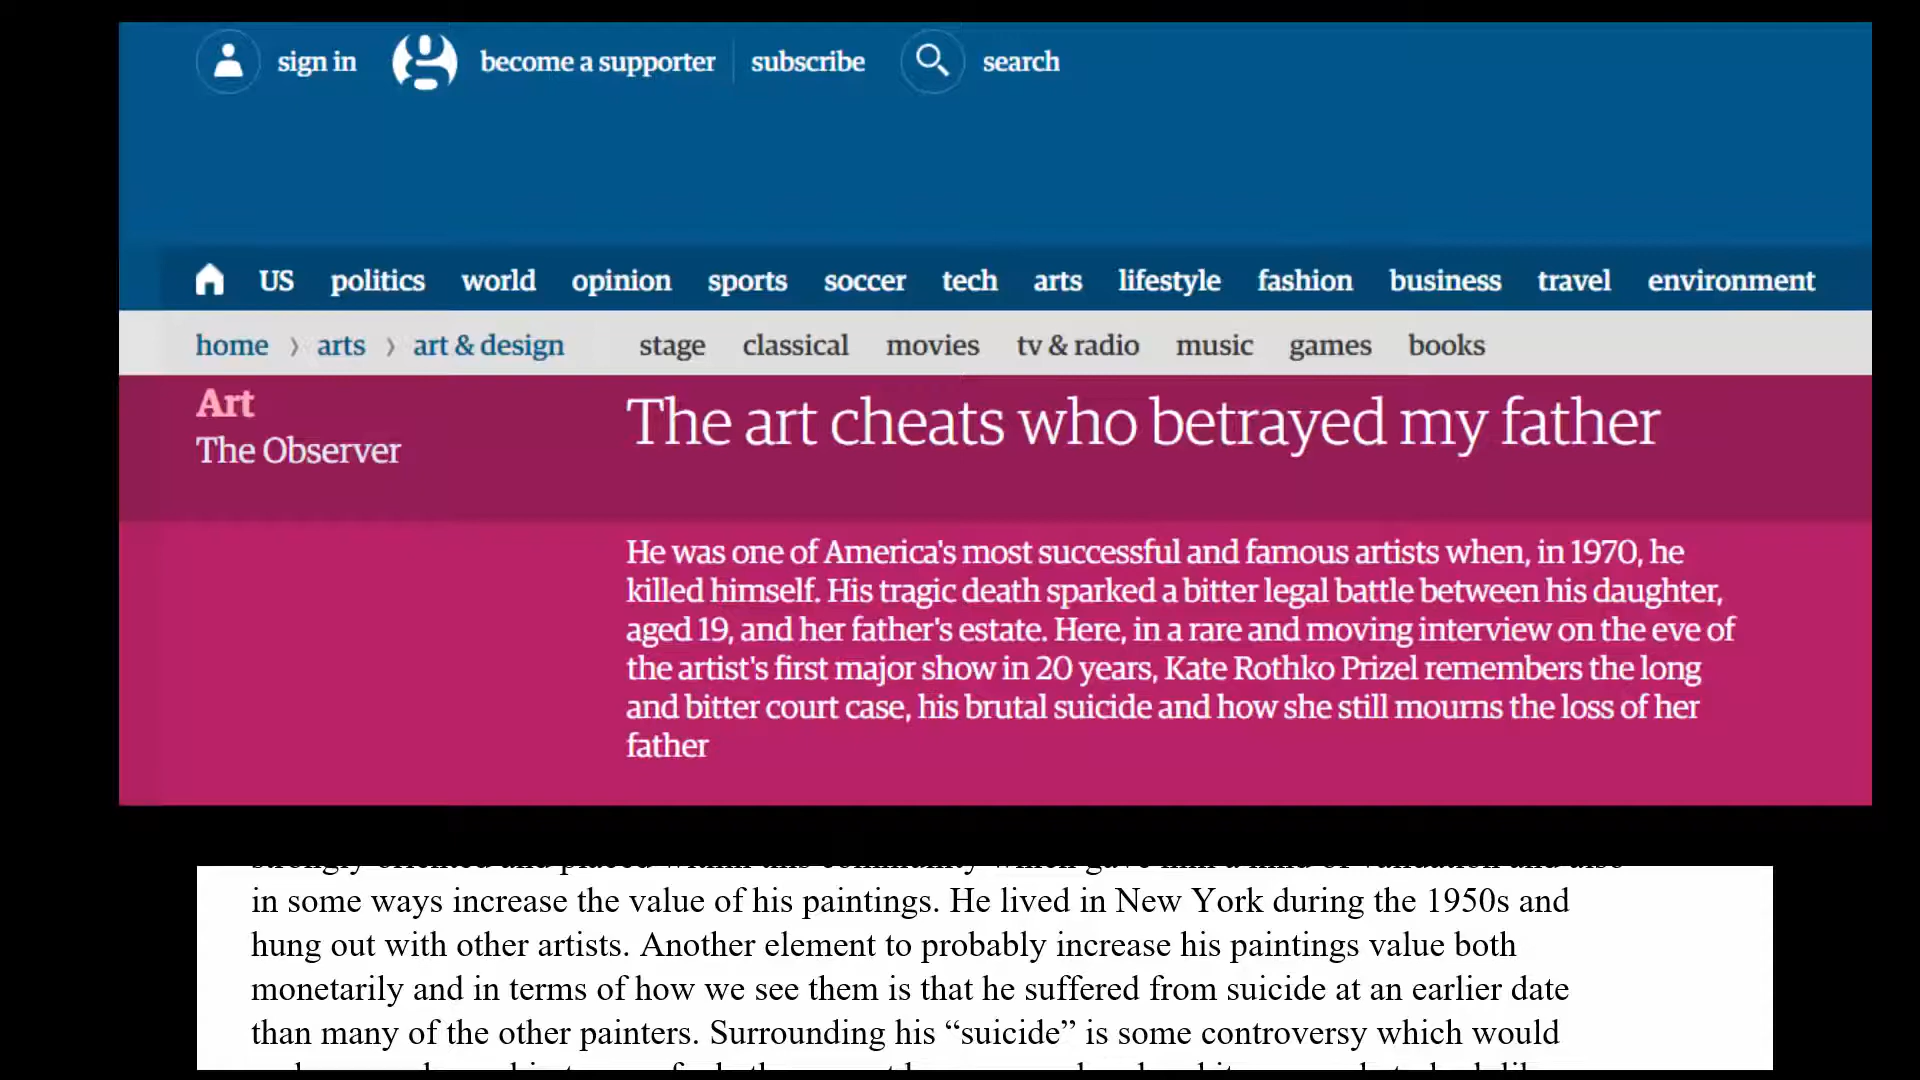 sign in become a supporter subscribe search
US politics world opinion sports soccer tech arts lifestyle fashion business travel environment
home › arts › art & design stage classical movies tv & radio music games books
Art
The Observer
The art cheats who betrayed my father
He was one of America's most successful and famous artists when, in 1970, he
killed himself. His tragic death sparked a bitter legal battle between his daughter,
aged 19, and her father's estate. Here, in a rare and moving interview on the eve of
the artist's first major show in 20 years, Kate Rothko Prizel remembers the long
and bitter court case, his brutal suicide and how she still mourns the loss of her
father
in some ways increase the value of his paintings. He lived in New York during the 1950s and
hung out with other artists. Another element to probably increase his paintings value both
monetarily and in terms of how we see them is that he suffered from suicide at an earlier date
than many of the other painters. Surrounding his “suicide” is some controversy which would